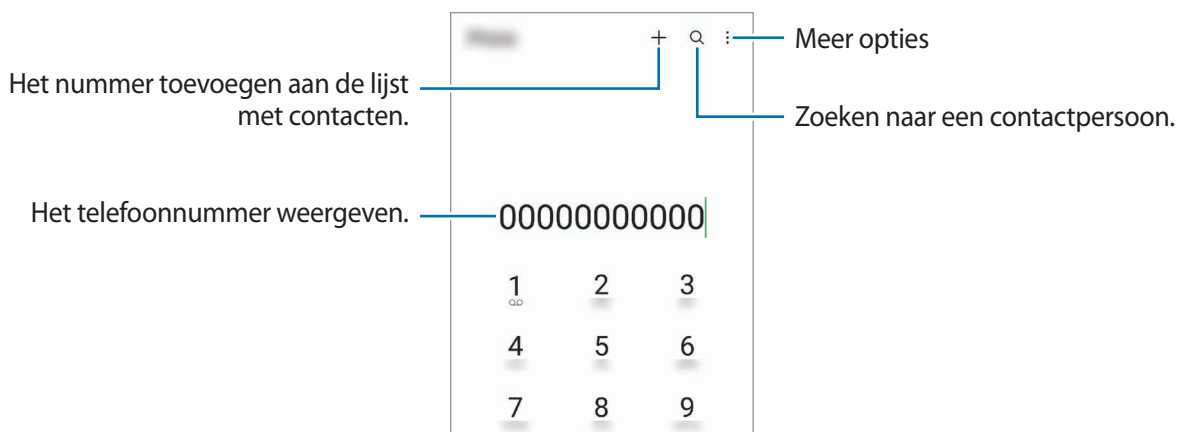 Meer opties
Het nummer toevoegen aan de lijst
met contacten.
Zoeken naar een contactpersoon.
Het telefoonnummer weergeven.
00000000000
1 2 3
4 5 6
7 8 9